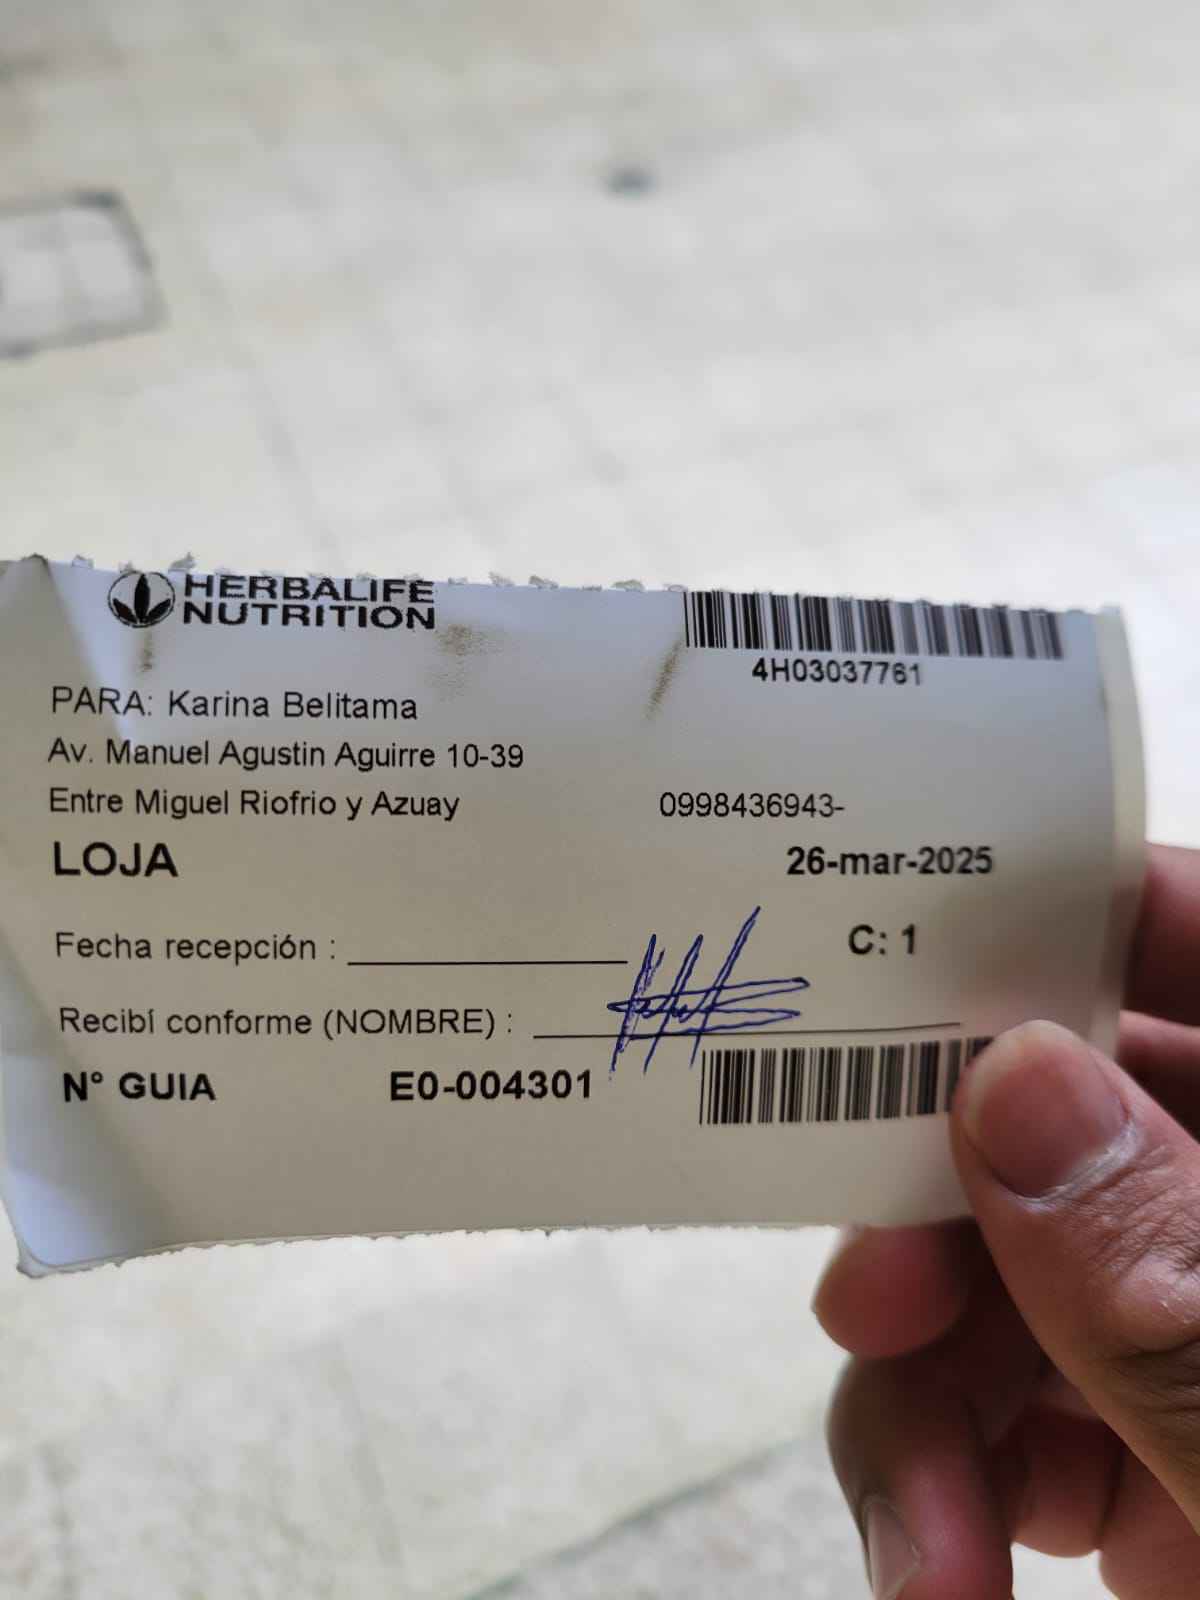 HERBALIFE
NUTRITION
4H03037761
PARA: Karina Belitama
Av. Manuel Agustin Aguirre 10-39
Entre Miguel Riofrio y Azuay 0998436943-
LOJA 26-mar-2025
Fecha recepción : C: 1
Recibí conforme (NOMBRE) :
N° GUIA E0-004301